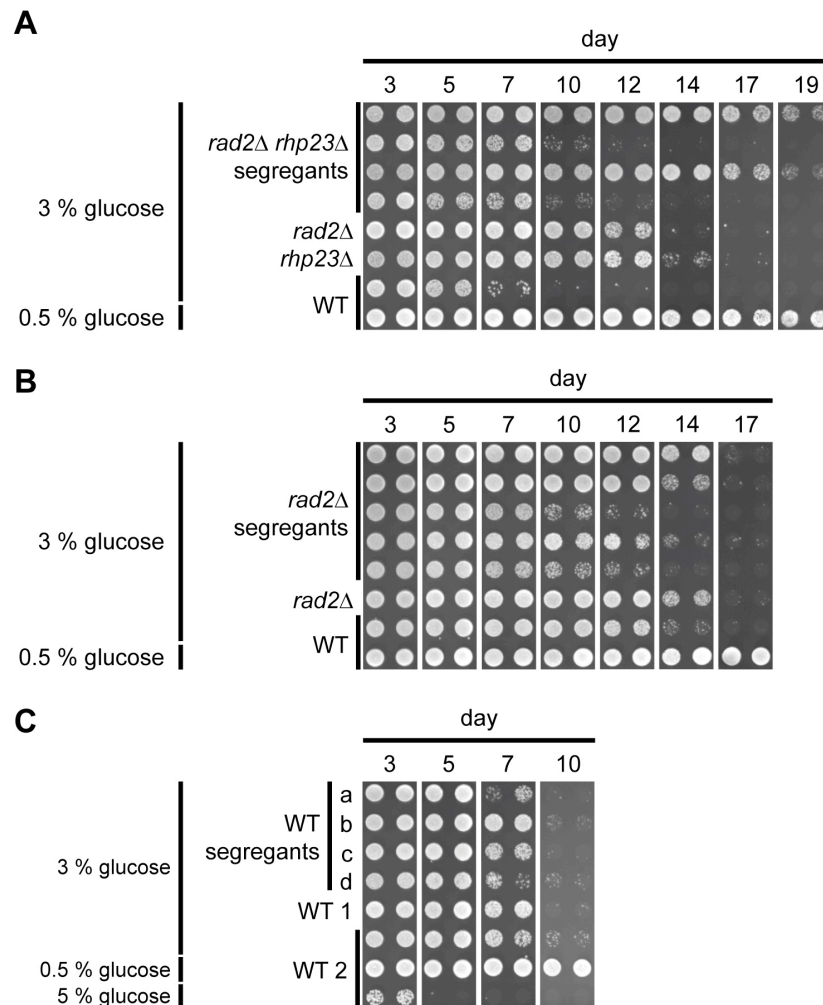 A
day
3 5 7 10 12 14 17 19
rad2Δ rhp23Δ
segregants
3 % glucose
rad2Δ
rhp23Δ
WT
0.5 % glucose
B
day
3 5 7 10 12 14 17
rad2Δ
segregants
3 % glucose
rad2Δ
WT
0.5 % glucose
C
day
3 5 7 10
a
WT b
segregants c
3 % glucose
d
WT 1
WT 2
0.5 % glucose
5 % glucose